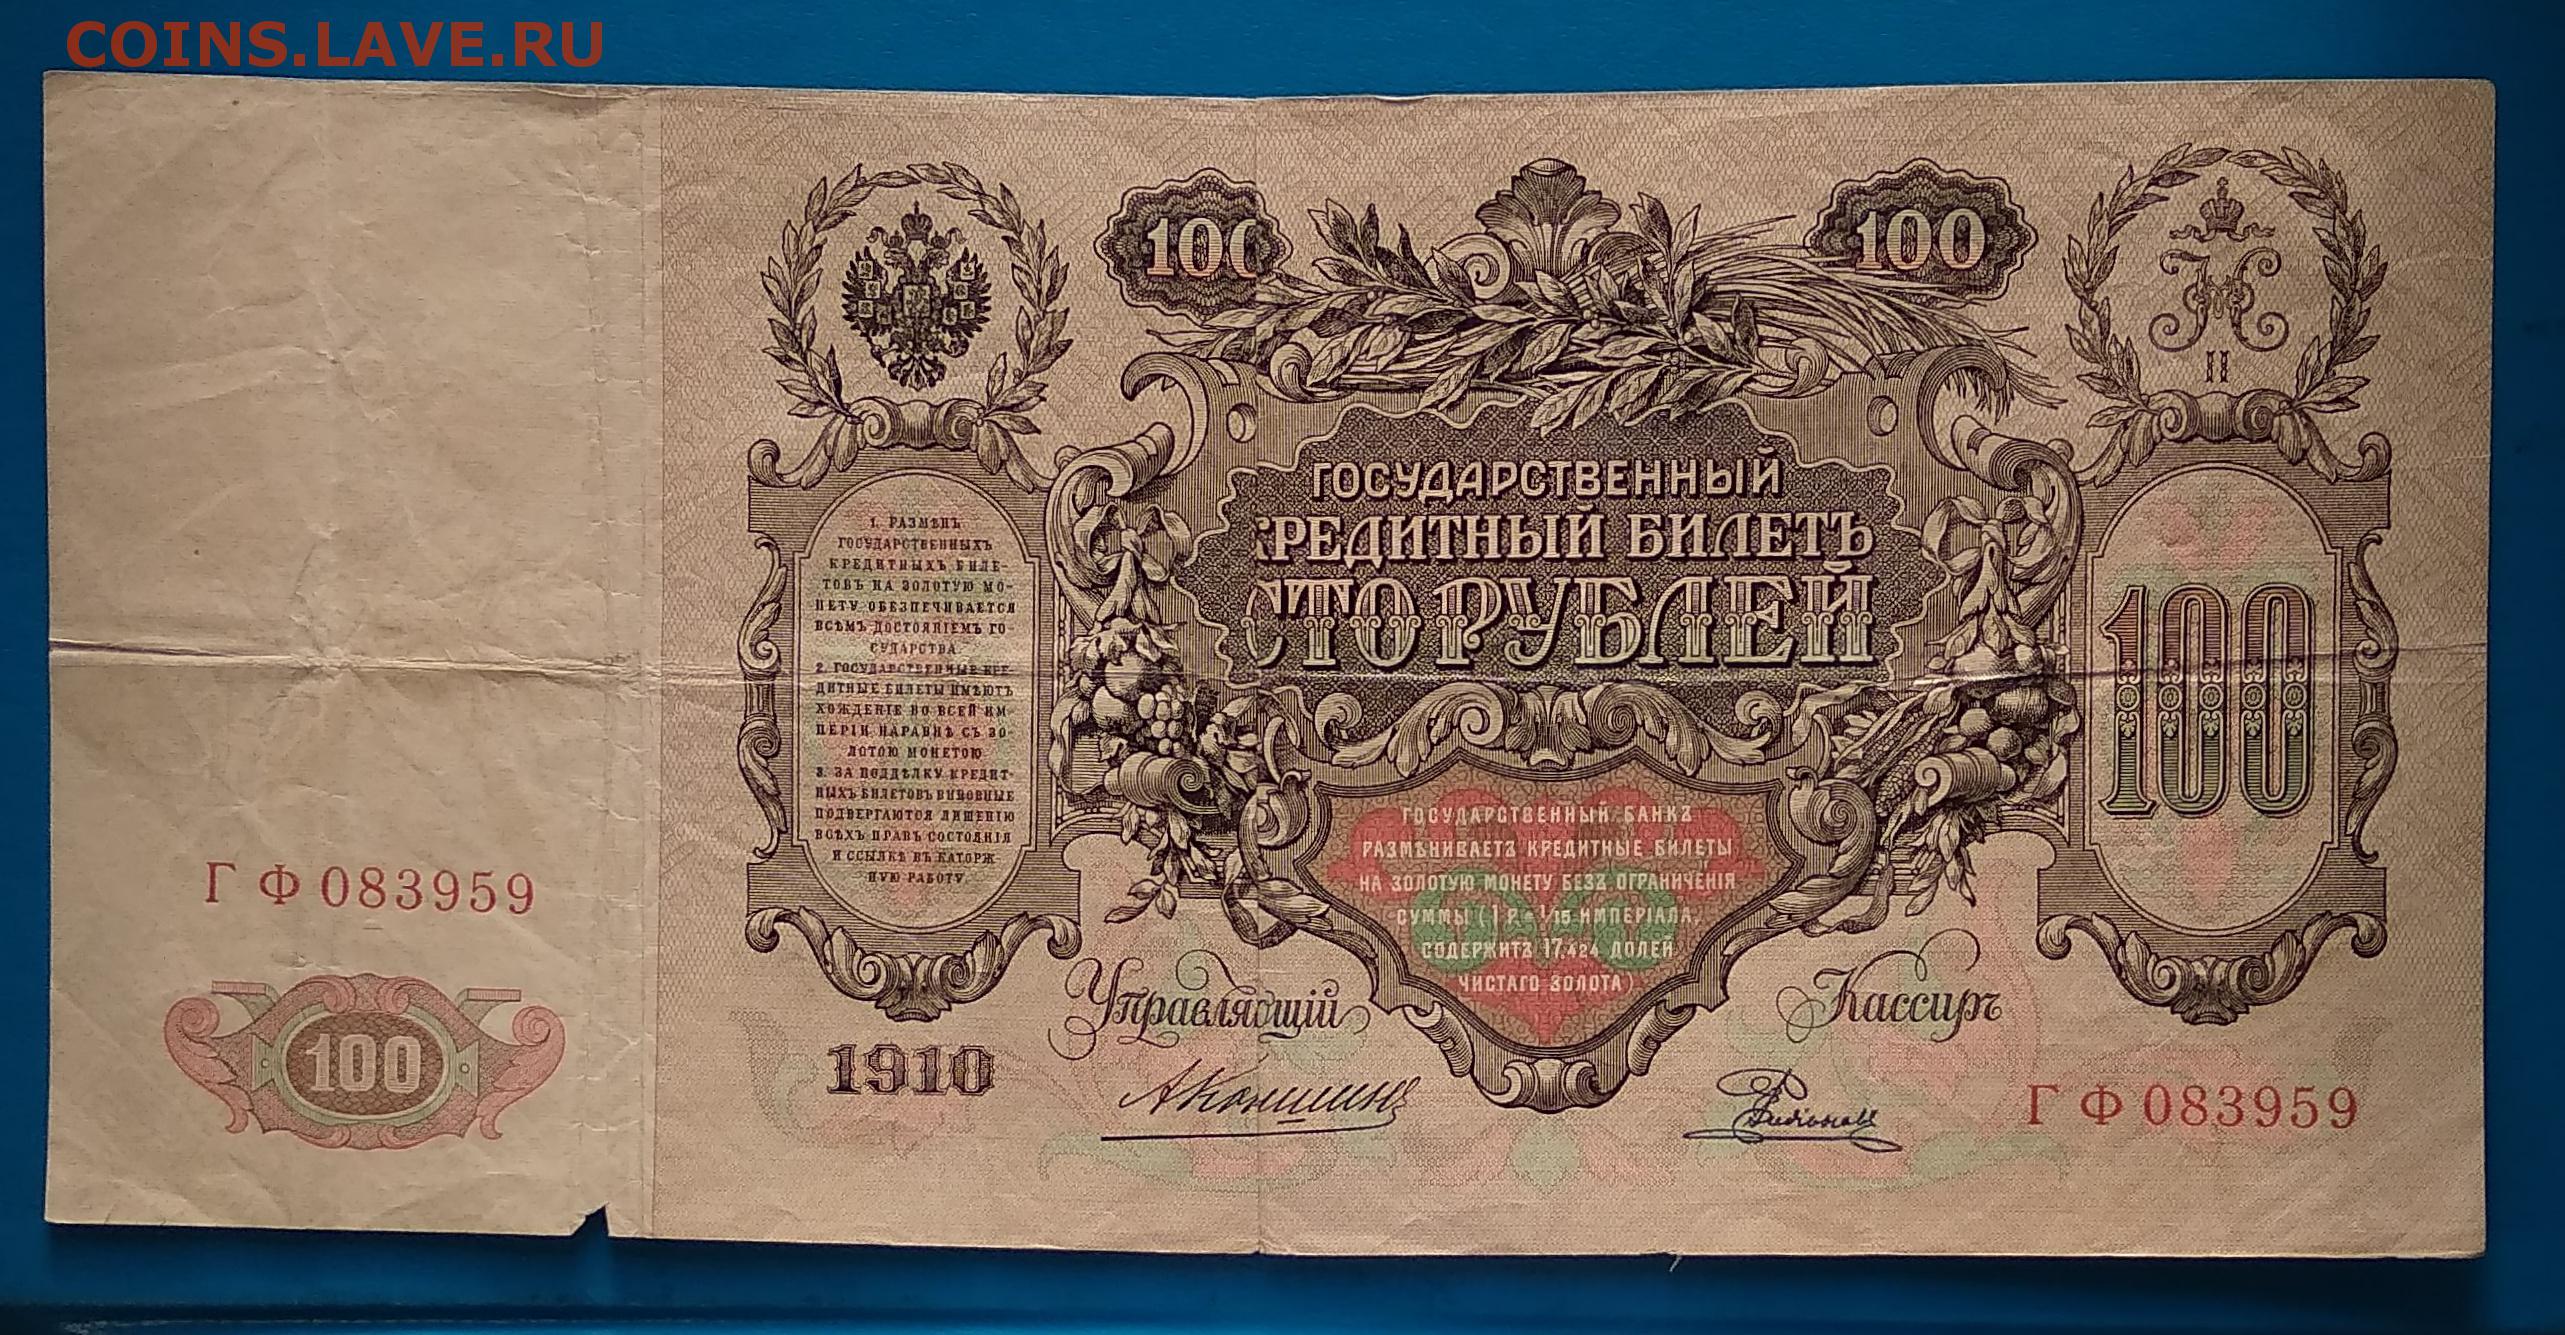 COINS.LAVE.RU
100
100
II
ГОСУДАРСТВЕННЫЙ
КРЕДИТНЫЙ БИЛЕТЪ
СТО РУБЛЕЙ
1. РАЗМѢНЪ
ГОСУДАРСТВЕННЫХЪ
КРЕДИТНЫХЪ БИЛЕ-
ТОВЪ НА ЗОЛОТУЮ МО-
НЕТУ ОБЕЗПЕЧИВАЕТСЯ
ВСѢМЪ ДОСТОЯНІЕМЪ ГО-
СУДАРСТВА
2. ГОСУДАРСТВЕННЫЕ КРЕ-
ДИТНЫЕ БИЛЕТЫ ИМѢЮТЪ
ХОЖДЕНІЕ ВО ВСЕЙ ИМ-
ПЕРІИ НАРАВНѢ СЪ ЗО-
ЛОТОЮ МОНЕТОЮ
3. ЗА ПОДДѢЛКУ КРЕДИТ-
НЫХЪ БИЛЕТОВЪ ВИНОВНЫЕ
ПОДВЕРГАЮТСЯ ЛИШЕНІЮ
ВСѢХЪ ПРАВЪ СОСТОЯНІЯ
И ССЫЛКѢ ВЪ КАТОРЖ
НУЮ РАБОТУ
100
ГОСУДАРСТВЕННЫЙ БАНКЪ
РАЗМѢНИВАЕТЪ КРЕДИТНЫЕ БИЛЕТЫ
НА ЗОЛОТУЮ МОНЕТУ БЕЗЪ ОГРАНИЧЕНІЯ
СУММЫ (1 Р.= 1/15 ИМПЕРІАЛА,
СОДЕРЖИТЪ 17,424 ДОЛЕЙ
ЧИСТАГО ЗОЛОТА)
ГФ 083959
100
Управляющій
Кассиръ
1910
АКоншинъ
ГФ 083959